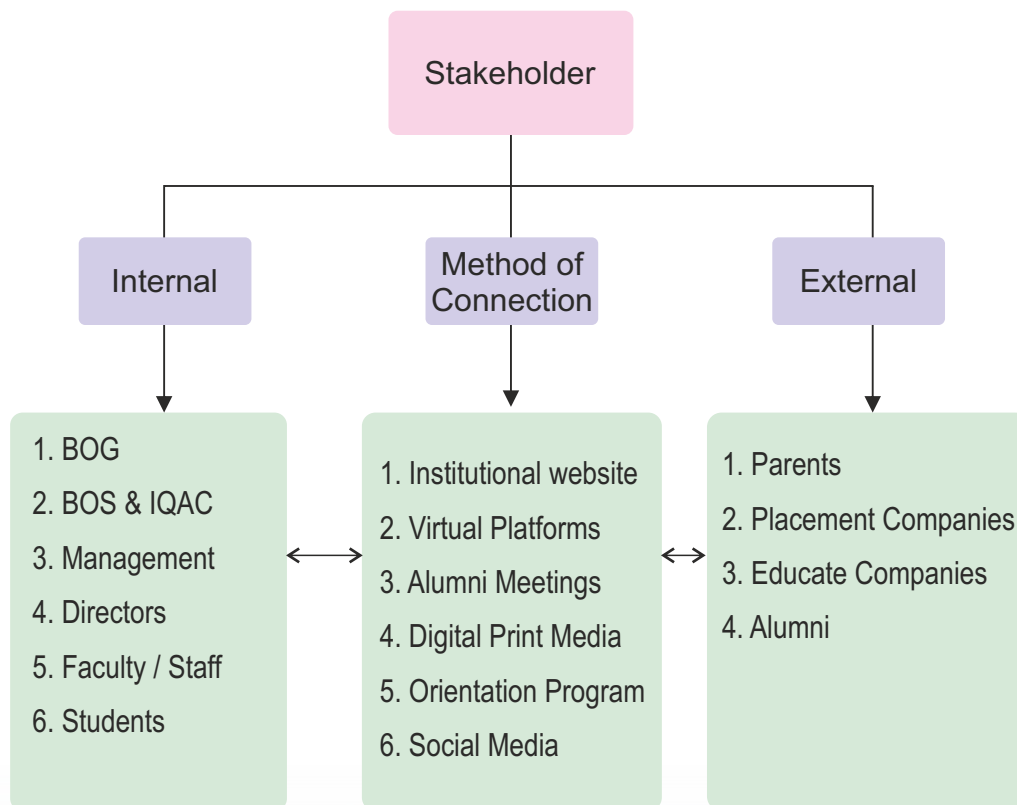 Stakeholder
Internal
Method of
Connection
External
1. BOG
2. BOS & IQAC
3. Management
4. Directors
5. Faculty / Staff
6. Students
1. Institutional website
2. Virtual Platforms
3. Alumni Meetings
4. Digital Print Media
5. Orientation Program
6. Social Media
1. Parents
2. Placement Companies
3. Educate Companies
4. Alumni